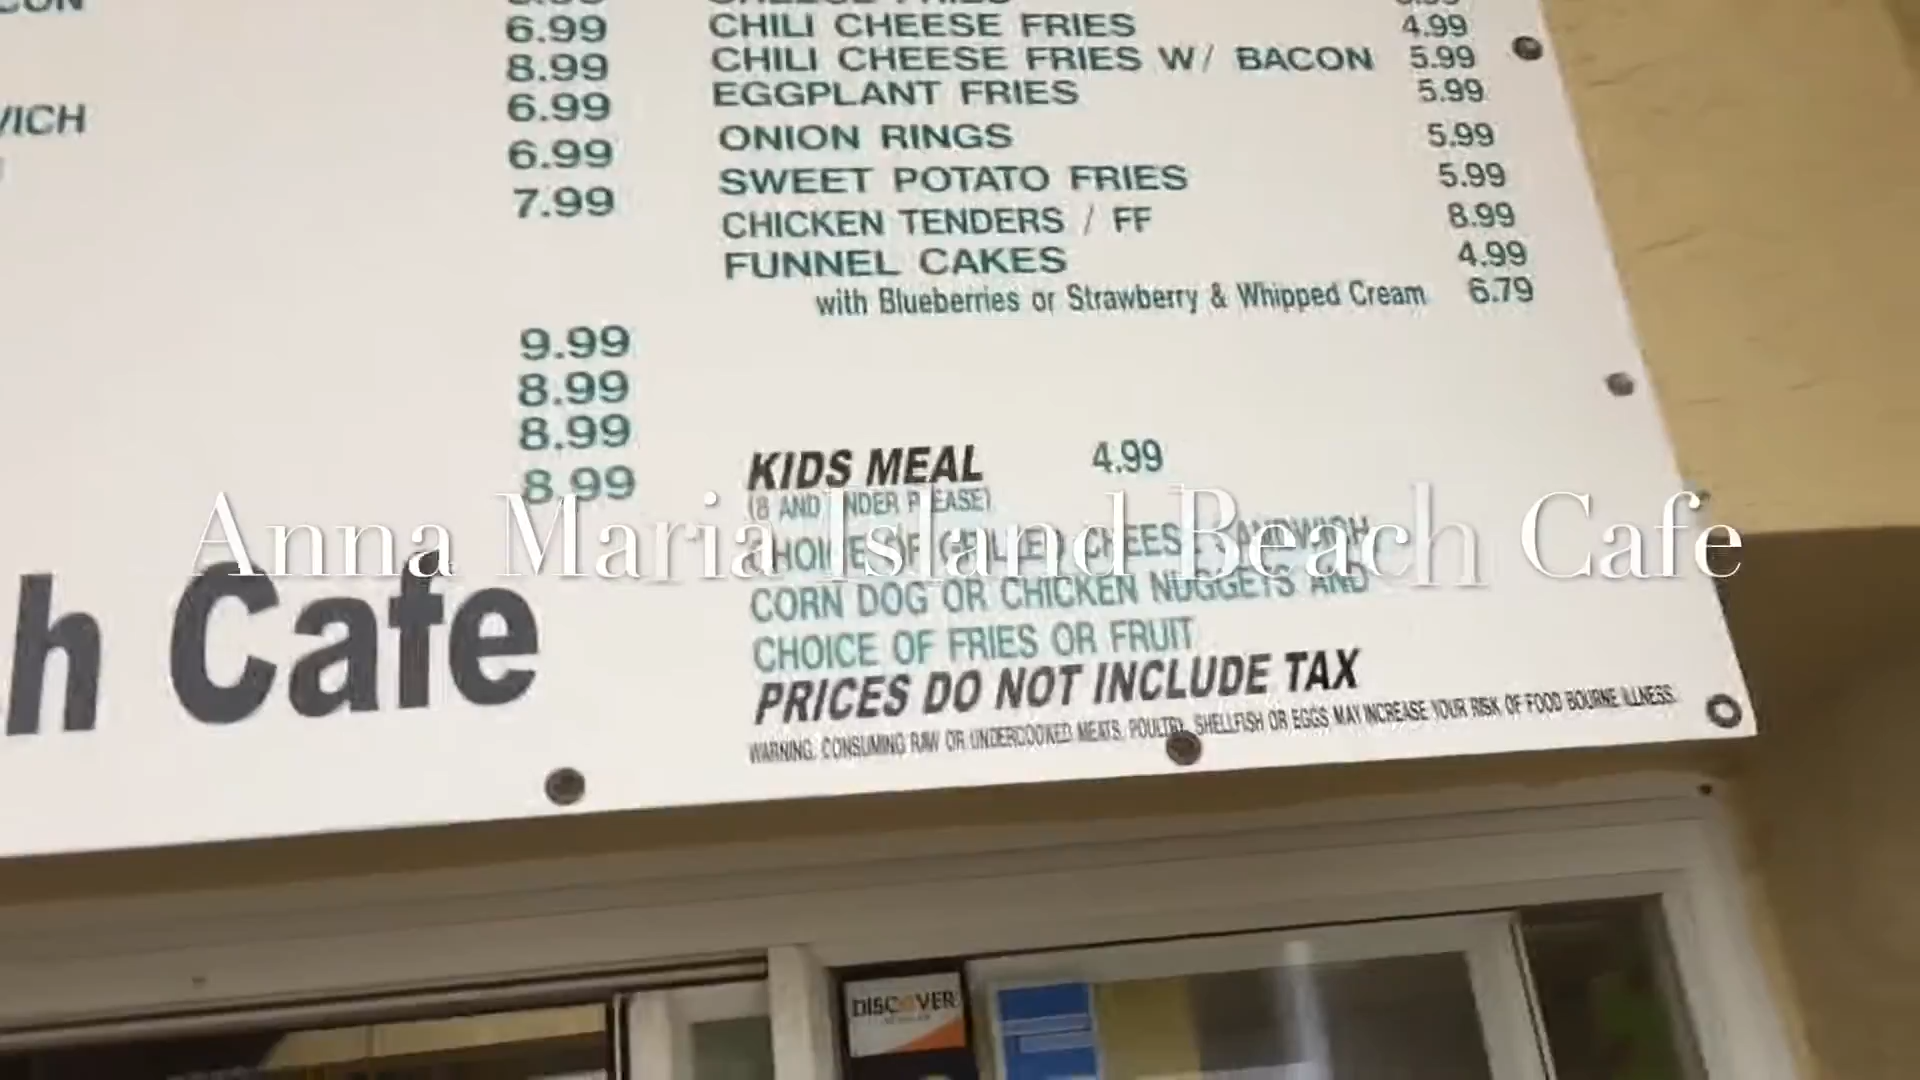 6.99
8.99
6.99
6.99
7.99
9.99
8.99
8.99
8.99
CHILI CHEESE FRIES 4.99
CHILI CHEESE FRIES W/ BACON 5.99
EGGPLANT FRIES 5.99
ONION RINGS 5.99
SWEET POTATO FRIES 5.99
CHICKEN TENDERS / FF 8.99
FUNNEL CAKES 4.99
with Blueberries or Strawberry & Whipped Cream 6.79
KIDS MEAL 4.99
(8 AND UNDER PLEASE)
CHOICE OF GRILLED CHEESE SANDWICH,
CORN DOG OR CHICKEN NUGGETS AND
CHOICE OF FRIES OR FRUIT
PRICES DO NOT INCLUDE TAX
WARNING: CONSUMING RAW OR UNDERCOOKED MEATS, POULTRY, SHELLFISH OR EGGS MAY INCREASE YOUR RISK OF FOOD BOURNE ILLNESS.
Cafe
Anna Maria Island Beach Cafe
DISCOVER